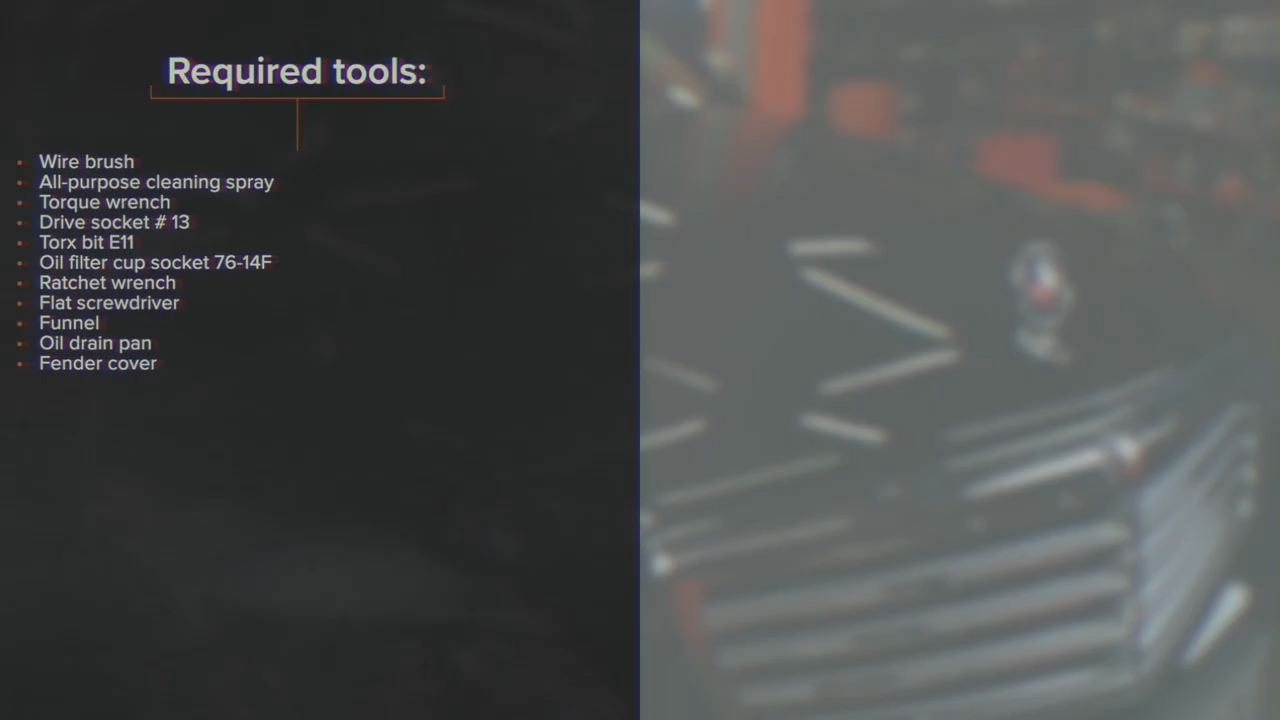 Required tools:
• Wire brush
• All-purpose cleaning spray
• Torque wrench
• Drive socket # 13
• Torx bit E11
• Oil filter cup socket 76-14F
• Ratchet wrench
• Flat screwdriver
• Funnel
• Oil drain pan
• Fender cover